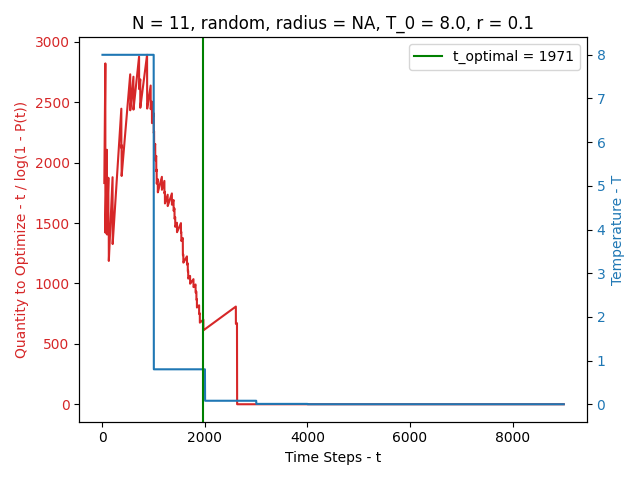 N = 11, random, radius = NA, T_0 = 8.0, r = 0.1
t_optimal = 1971
Quantity to Optimize - t / log(1 - P(t))
3000
2500
2000
1500
1000
500
0
8
7
6
5
4
3
2
1
0
Temperature - T
0 2000 4000 6000 8000
Time Steps - t